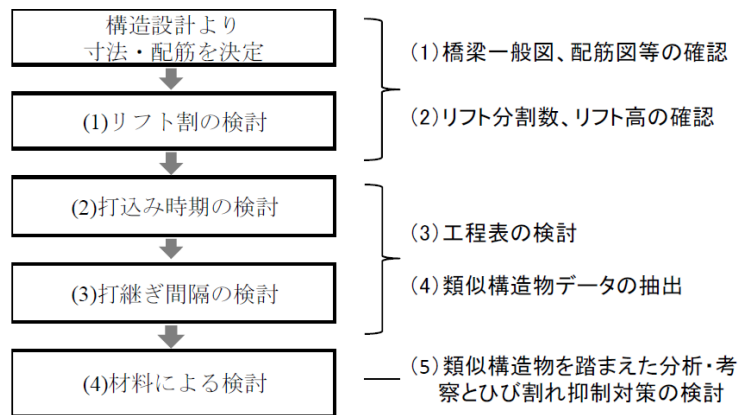 構造設計より
寸法・配筋を決定
(1)リフト割の検討
(2)打込み時期の検討
(3)打継ぎ間隔の検討
(4)材料による検討
(1)橋梁一般図、配筋図等の確認
(2)リフト分割数、リフト高の確認
(3)工程表の検討
(4)類似構造物データの抽出
(5)類似構造物を踏まえた分析・考
察とひび割れ抑制対策の検討